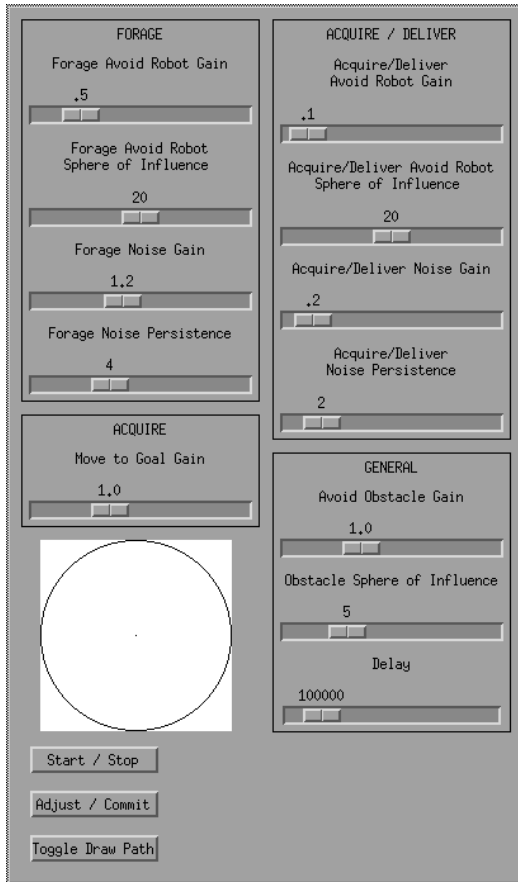 FORAGE
Forage Avoid Robot Gain
.5
Forage Avoid Robot
Sphere of Influence
20
Forage Noise Gain
1.2
Forage Noise Persistence
4
ACQUIRE
Move to Goal Gain
1.0
ACQUIRE / DELIVER
Acquire/Deliver
Avoid Robot Gain
.1
Acquire/Deliver Avoid Robot
Sphere of Influence
20
Acquire/Deliver Noise Gain
.2
Acquire/Deliver
Noise Persistence
2
GENERAL
Avoid Obstacle Gain
1.0
Obstacle Sphere of Influence
5
Delay
100000
Start / Stop
Adjust / Commit
Toggle Draw Path